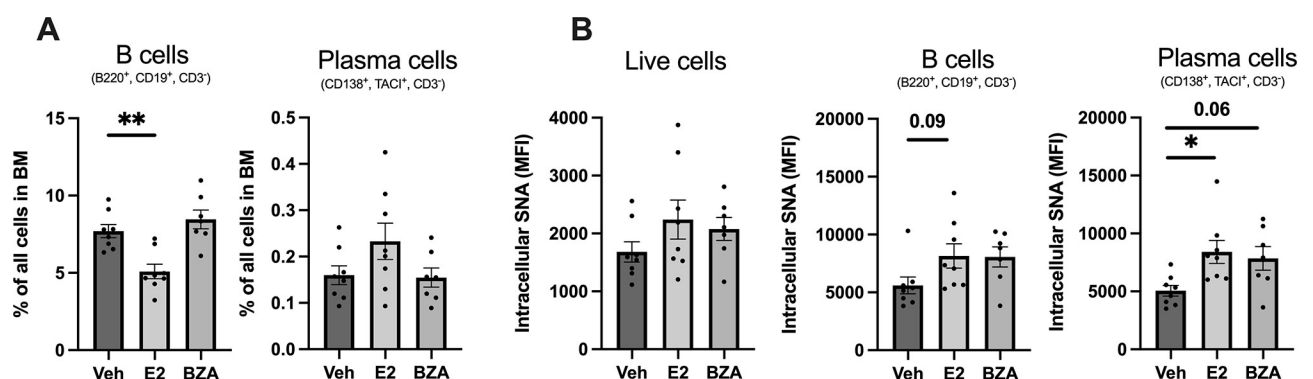 A
B cells
(B220⁺, CD19⁺, CD3⁻)
**
% of all cells in BM
15
10
5
0
Veh E2 BZA
Plasma cells
(CD138⁺, TACI⁺, CD3⁻)
% of all cells in BM
0.5
0.4
0.3
0.2
0.1
0.0
Veh E2 BZA
B
Live cells
Intracellular SNA (MFI)
4000
3000
2000
1000
0
Veh E2 BZA
B cells
(B220⁺, CD19⁺, CD3⁻)
0.09
Intracellular SNA (MFI)
20000
15000
10000
5000
0
Veh E2 BZA
Plasma cells
(CD138⁺, TACI⁺, CD3⁻)
0.06
*
Intracellular SNA (MFI)
20000
15000
10000
5000
0
Veh E2 BZA